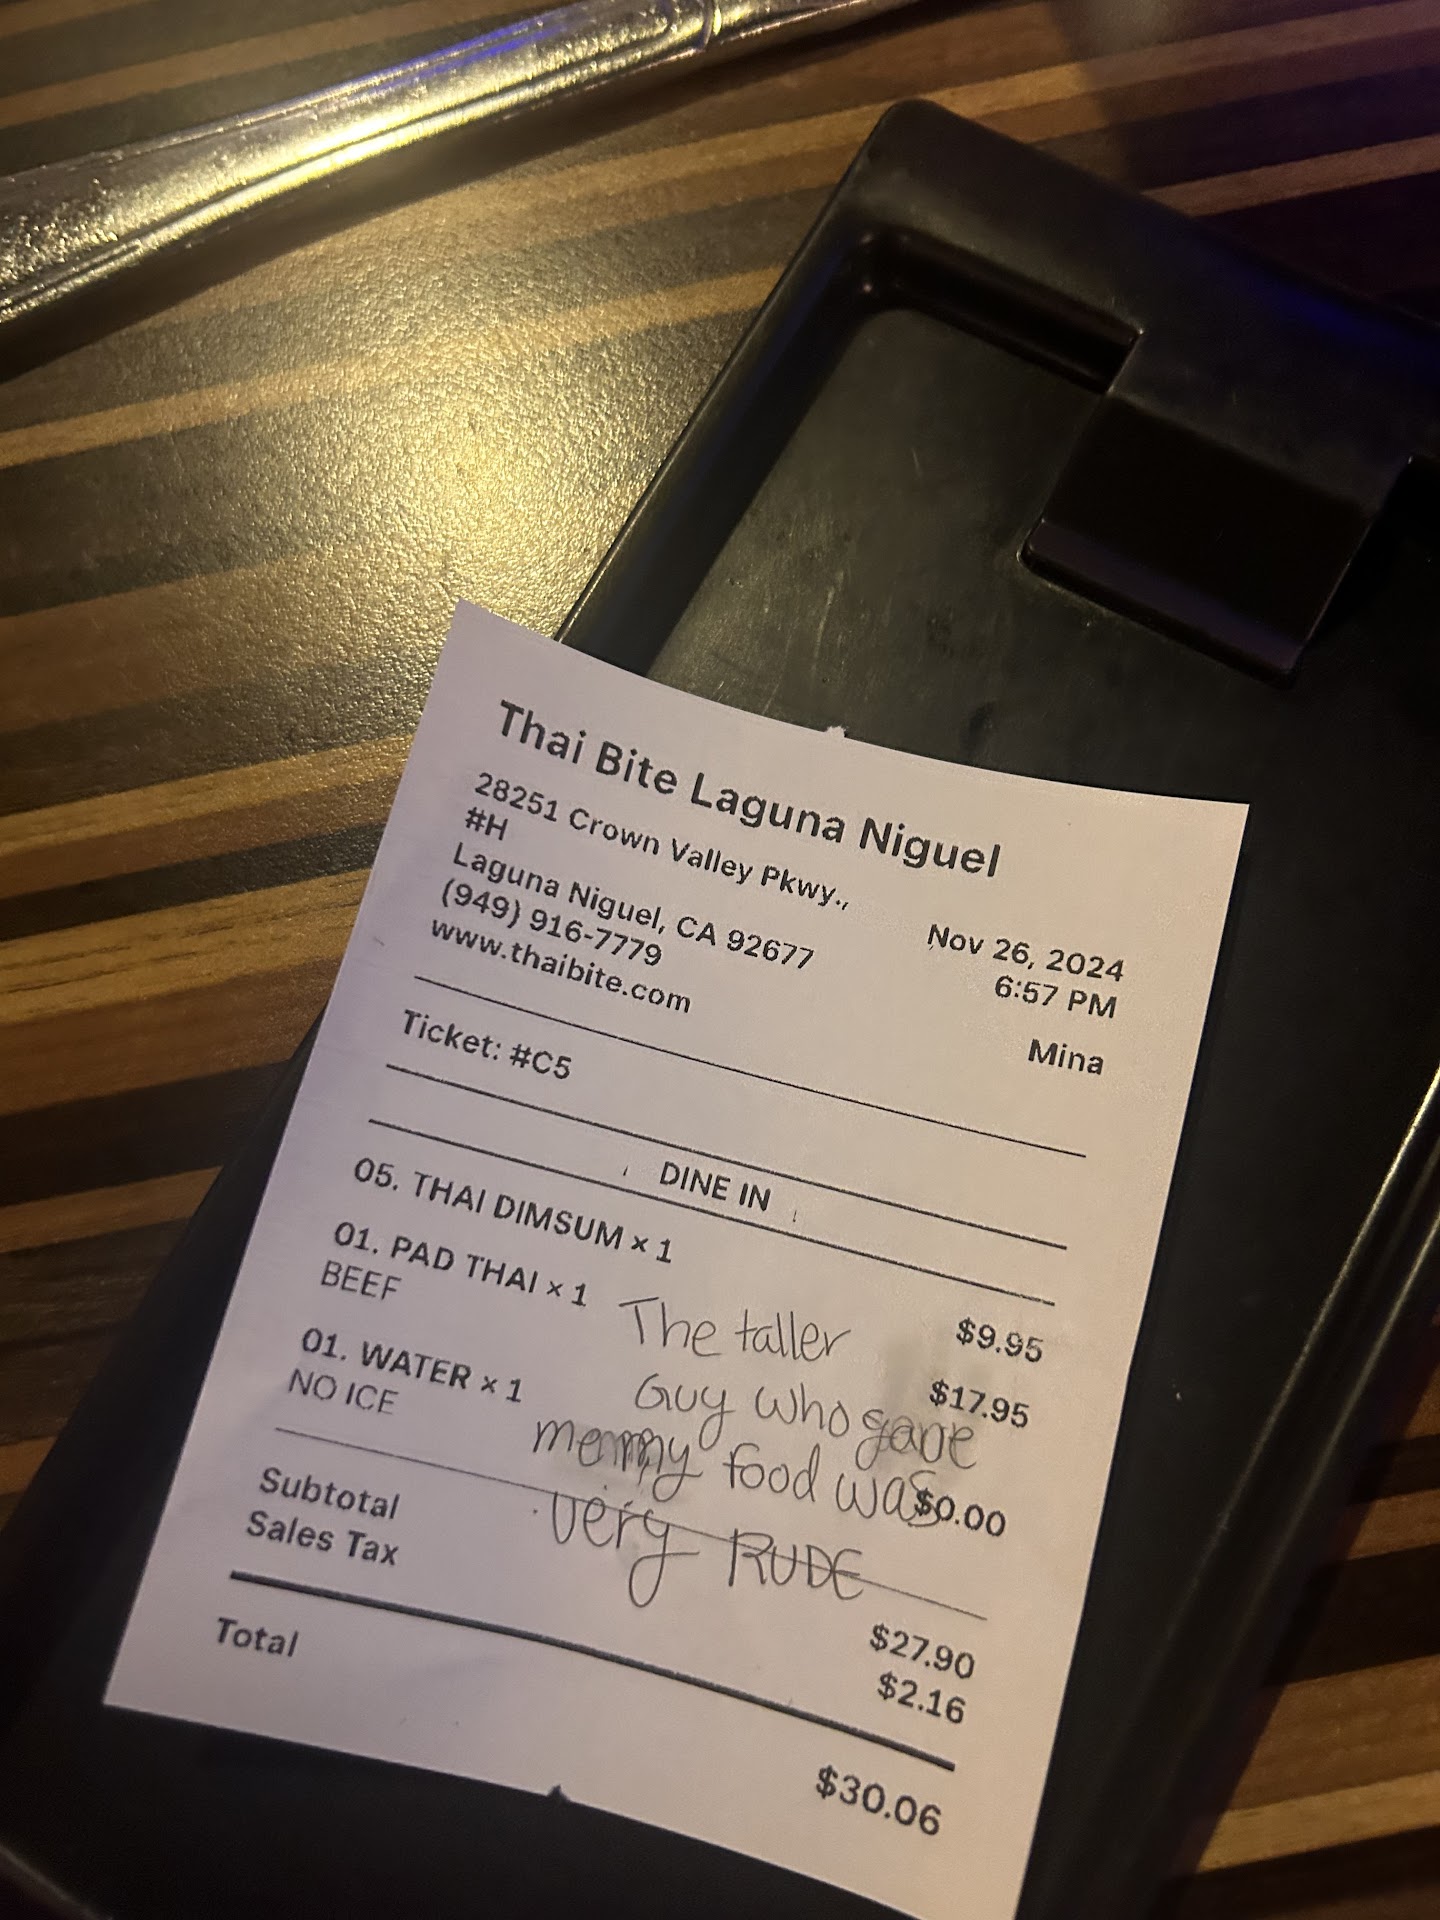 Thai Bite Laguna Niguel
28251 Crown Valley Pkwy.,
#H
Laguna Niguel, CA 92677
(949) 916-7779
www.thaibite.com
Nov 26, 2024
6:57 PM
Ticket: #C5
Mina
DINE IN
05. THAI DIMSUM × 1
$9.95
01. PAD THAI × 1
$17.95
BEEF
01. WATER × 1
$0.00
NO ICE
The taller
Guy who gave
me my food was
very RUDE
Subtotal
$27.90
Sales Tax
$2.16
Total
$30.06